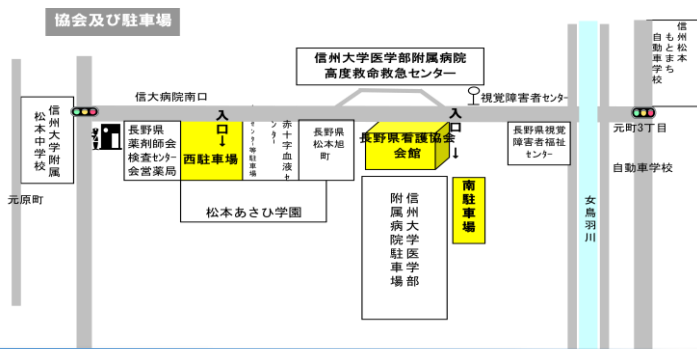 協会及び駐車場
信州大学医学部附属病院
高度救命救急センター
信州松本
もとまち
自動車学校
信大病院南口
視覚障害者センター
元町3丁目
自動車学校
信州大学附属
松本中学校
元原町
長野県
薬剤師会
検査センター
会営薬局
入口↓
西駐車場
赤十字血液セ
ンター
センター等駐車場
長野県
松本旭
町
長野県看護協会
会館
入口
↓
南駐車場
長野県視覚
障害者福祉
センター
松本あさひ学園
信州大学医学部
附属病院駐車場
女鳥羽川